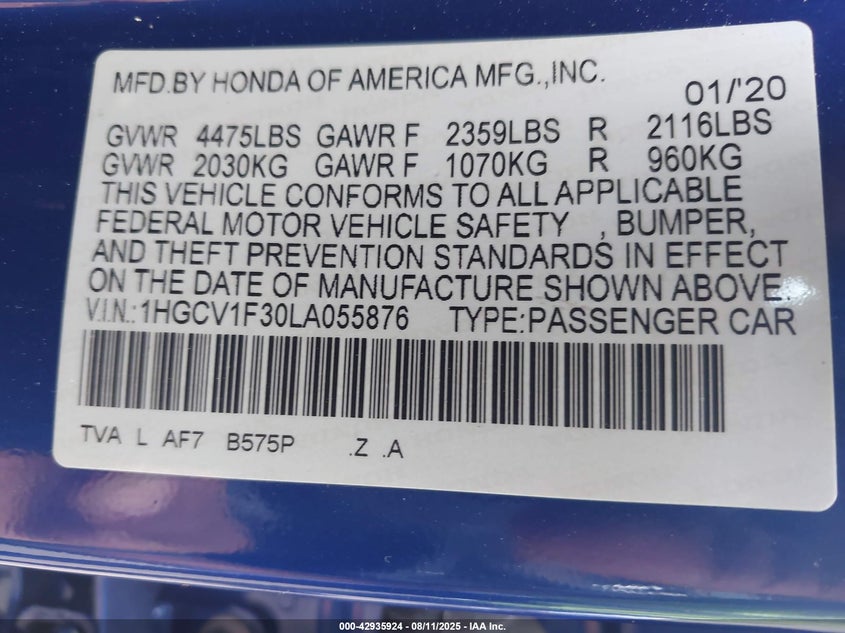 MFD.BY HONDA OF AMERICA MFG.,INC.
01/'20
GVWR 4475LBS GAWR F 2359LBS R 2116LBS
GVWR 2030KG GAWR F 1070KG R 960KG
THIS VEHICLE CONFORMS TO ALL APPLICABLE
FEDERAL MOTOR VEHICLE SAFETY , BUMPER,
AND THEFT PREVENTION STANDARDS IN EFFECT
ON THE DATE OF MANUFACTURE SHOWN ABOVE.
V.I.N.:1HGCV1F30LA055876 TYPE:PASSENGER CAR
TVA L AF7 B575P .Z .A
000-42935924 - 08/11/2025 - IAA Inc.